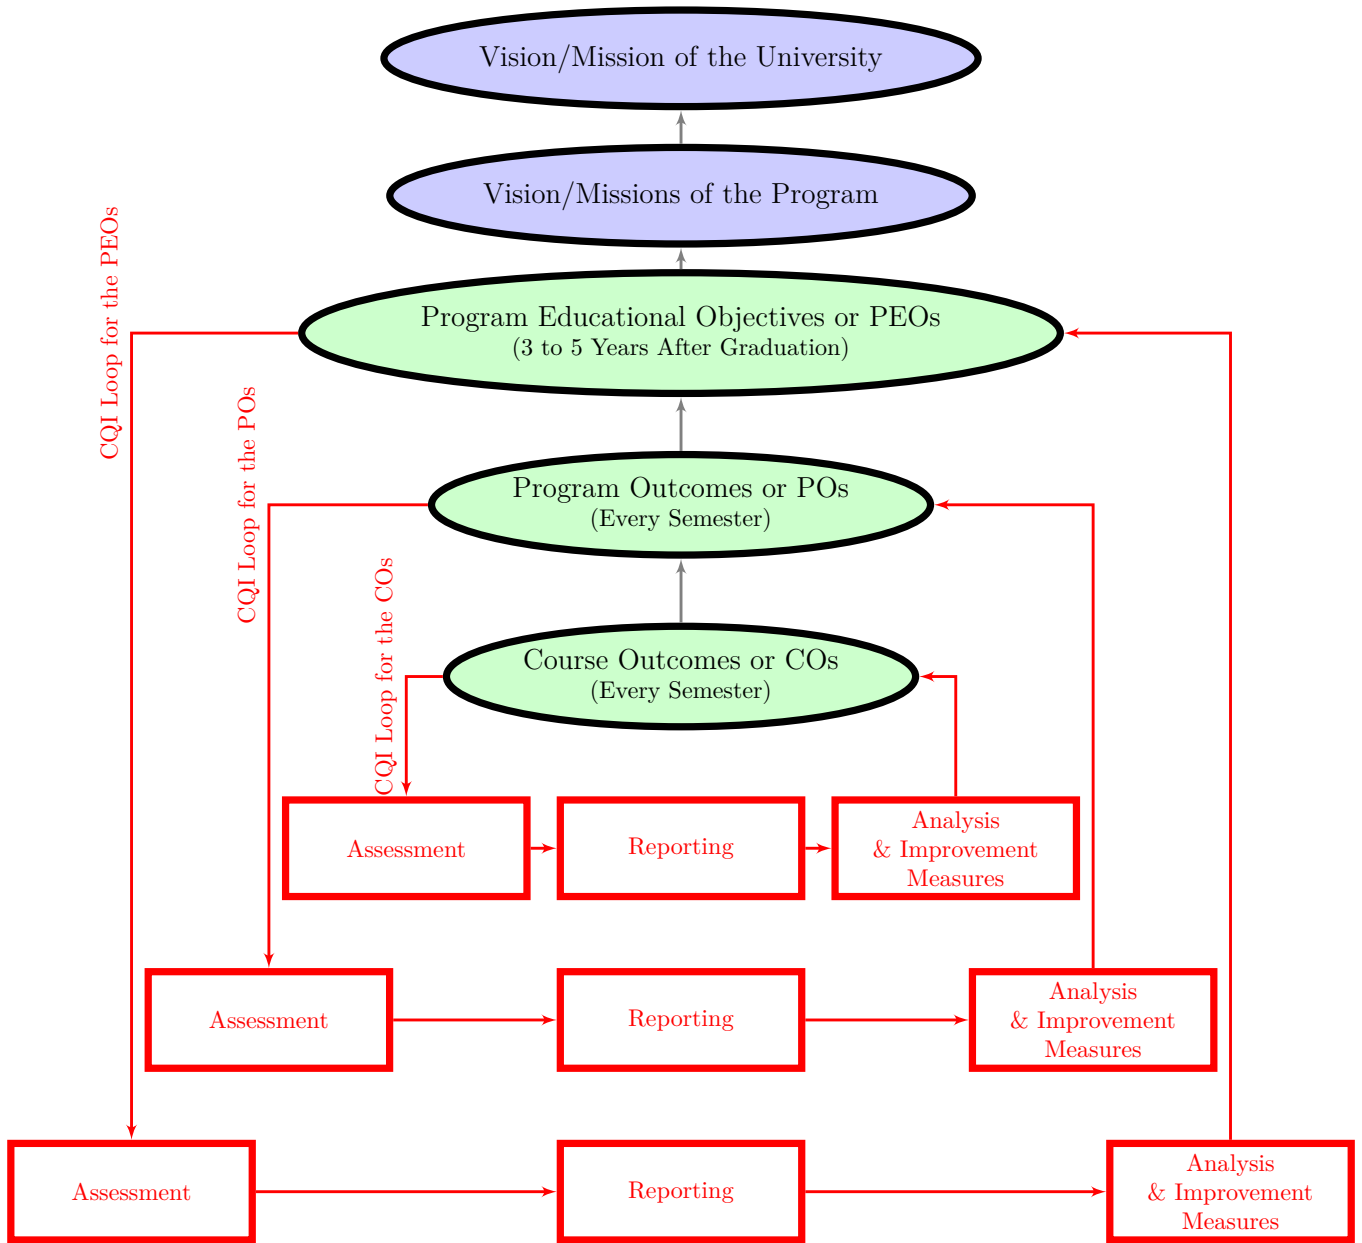 Vision/Mission of the University
Vision/Missions of the Program
CQI Loop for the PEOs
Program Educational Objectives or PEOs
(3 to 5 Years After Graduation)
CQI Loop for the POs
Program Outcomes or POs
(Every Semester)
CQI Loop for the COs
Course Outcomes or COs
(Every Semester)
Assessment
Reporting
Analysis
& Improvement
Measures
Assessment
Reporting
Analysis
& Improvement
Measures
Assessment
Reporting
Analysis
& Improvement
Measures